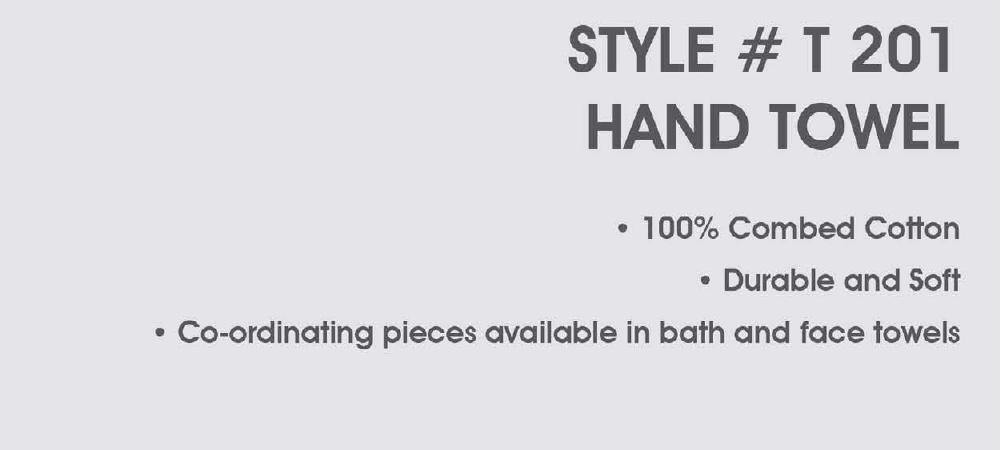 STYLE # T 201
HAND TOWEL
• 100% Combed Cotton
• Durable and Soft
• Co-ordinating pieces available in bath and face towels